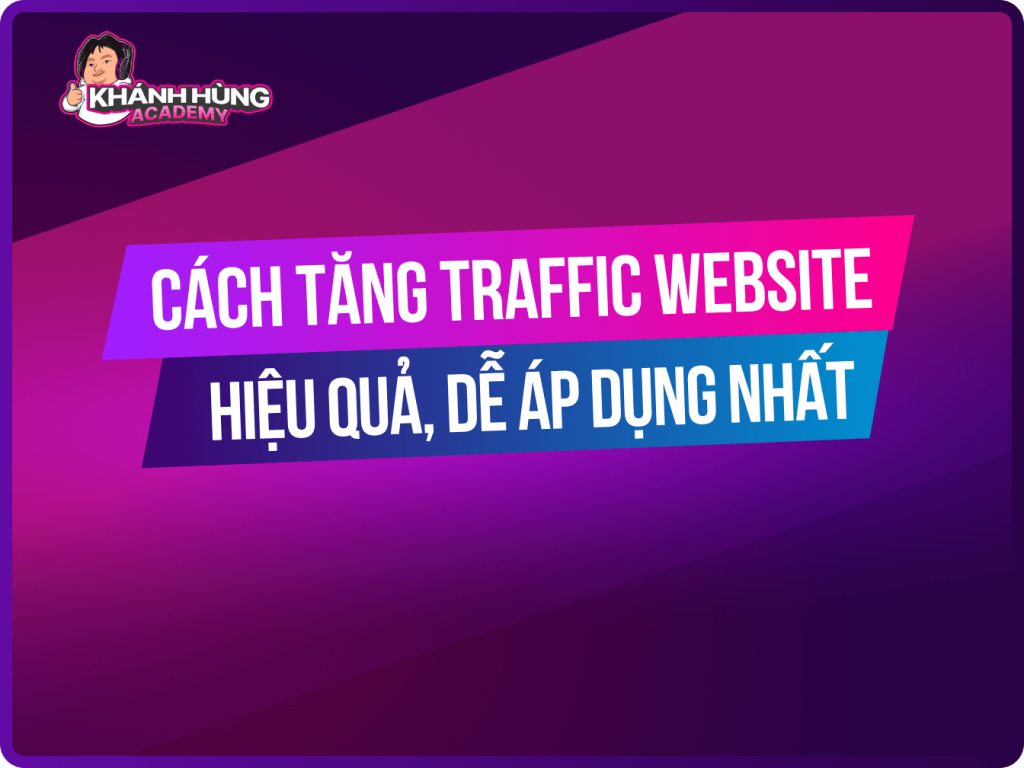 KHÁNH HÙNG
ACADEMY
CÁCH TĂNG TRAFFIC WEBSITE
HIỆU QUẢ, DỄ ÁP DỤNG NHẤT